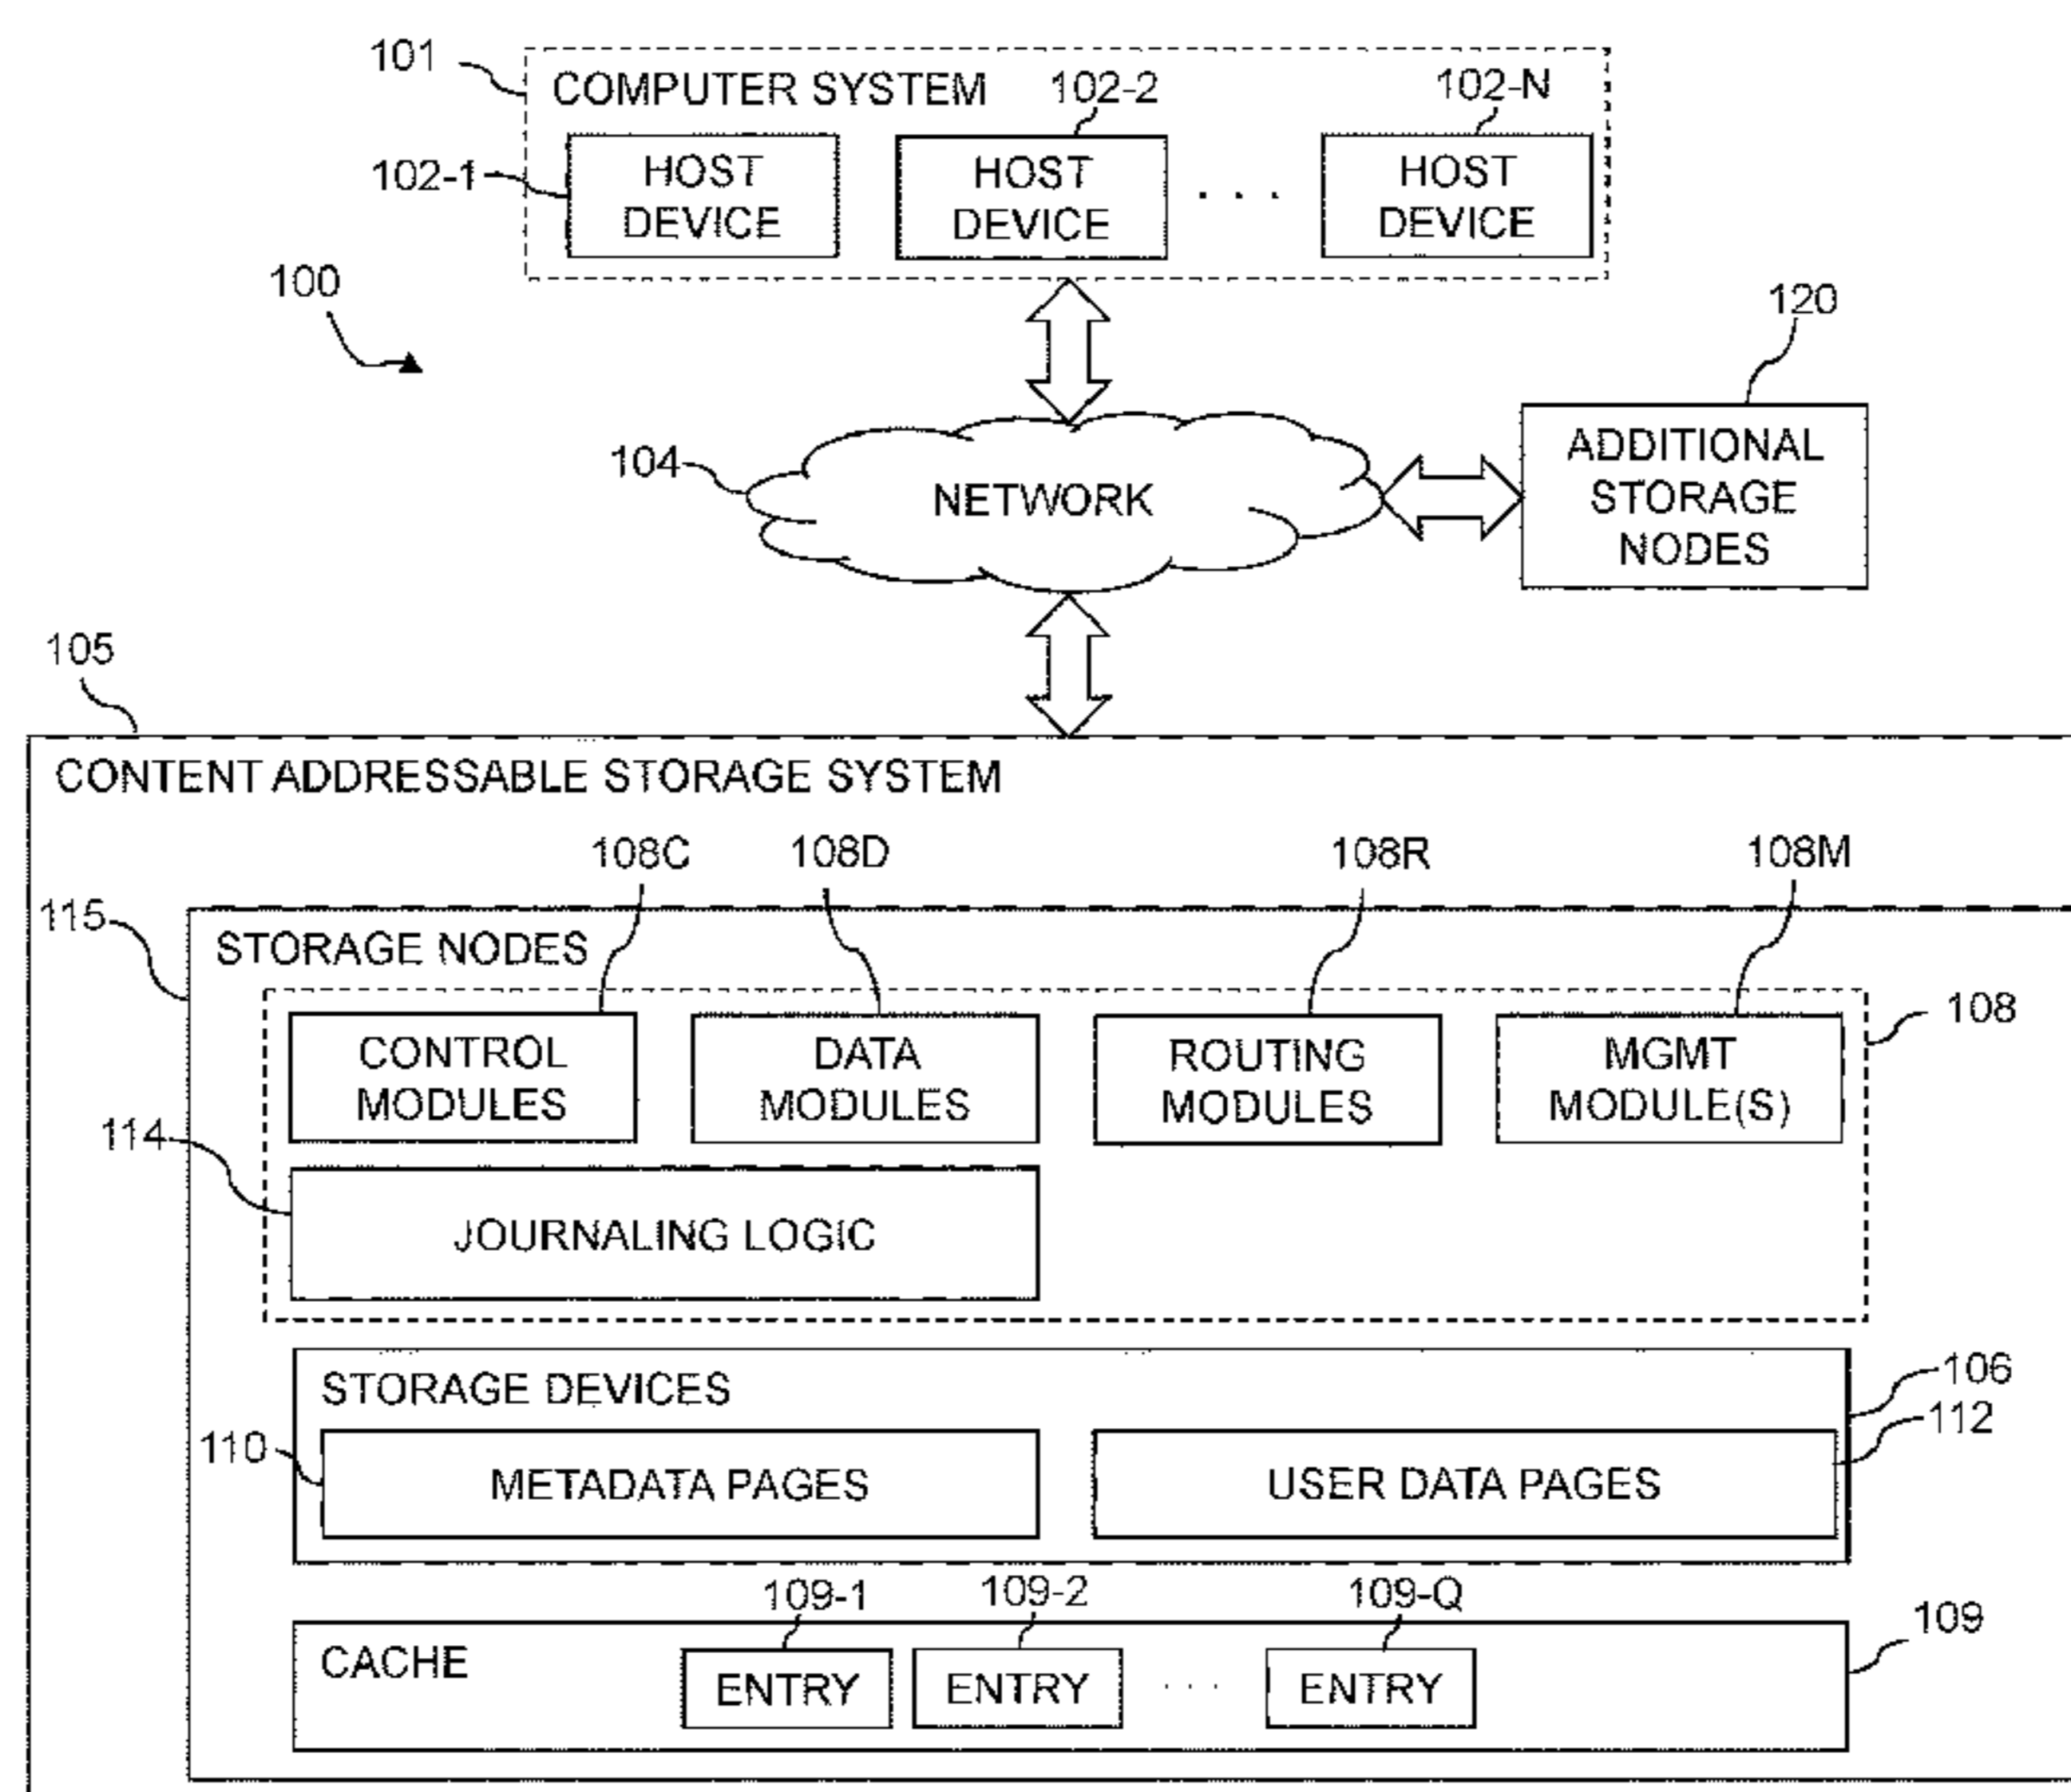 101
COMPUTER SYSTEM
102-2
102-N
102-1
HOST
DEVICE
HOST
DEVICE
. . .
HOST
DEVICE
100
120
104
NETWORK
ADDITIONAL
STORAGE
NODES
105
CONTENT ADDRESSABLE STORAGE SYSTEM
108C
108D
108R
108M
115
STORAGE NODES
108
CONTROL
MODULES
DATA
MODULES
ROUTING
MODULES
MGMT
MODULE(S)
114
JOURNALING LOGIC
106
STORAGE DEVICES
112
110
METADATA PAGES
USER DATA PAGES
109-1
109-2
109-Q
109
CACHE
ENTRY
ENTRY
. . .
ENTRY